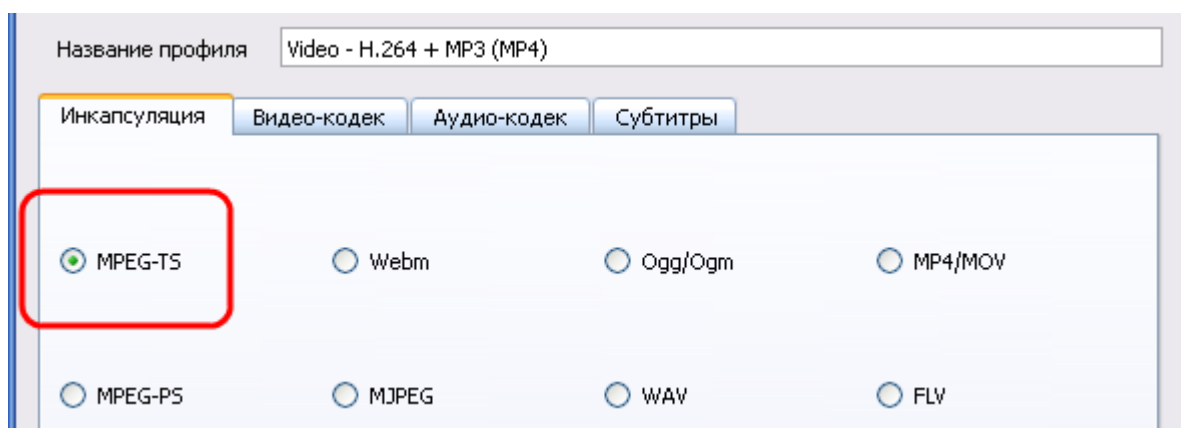 Название профиля Video - H.264 + MP3 (MP4)
Инкапсуляция Видео-кодек Аудио-кодек Субтитры
MPEG-TS Webm Ogg/Ogm MP4/MOV
MPEG-PS MJPEG WAV FLV